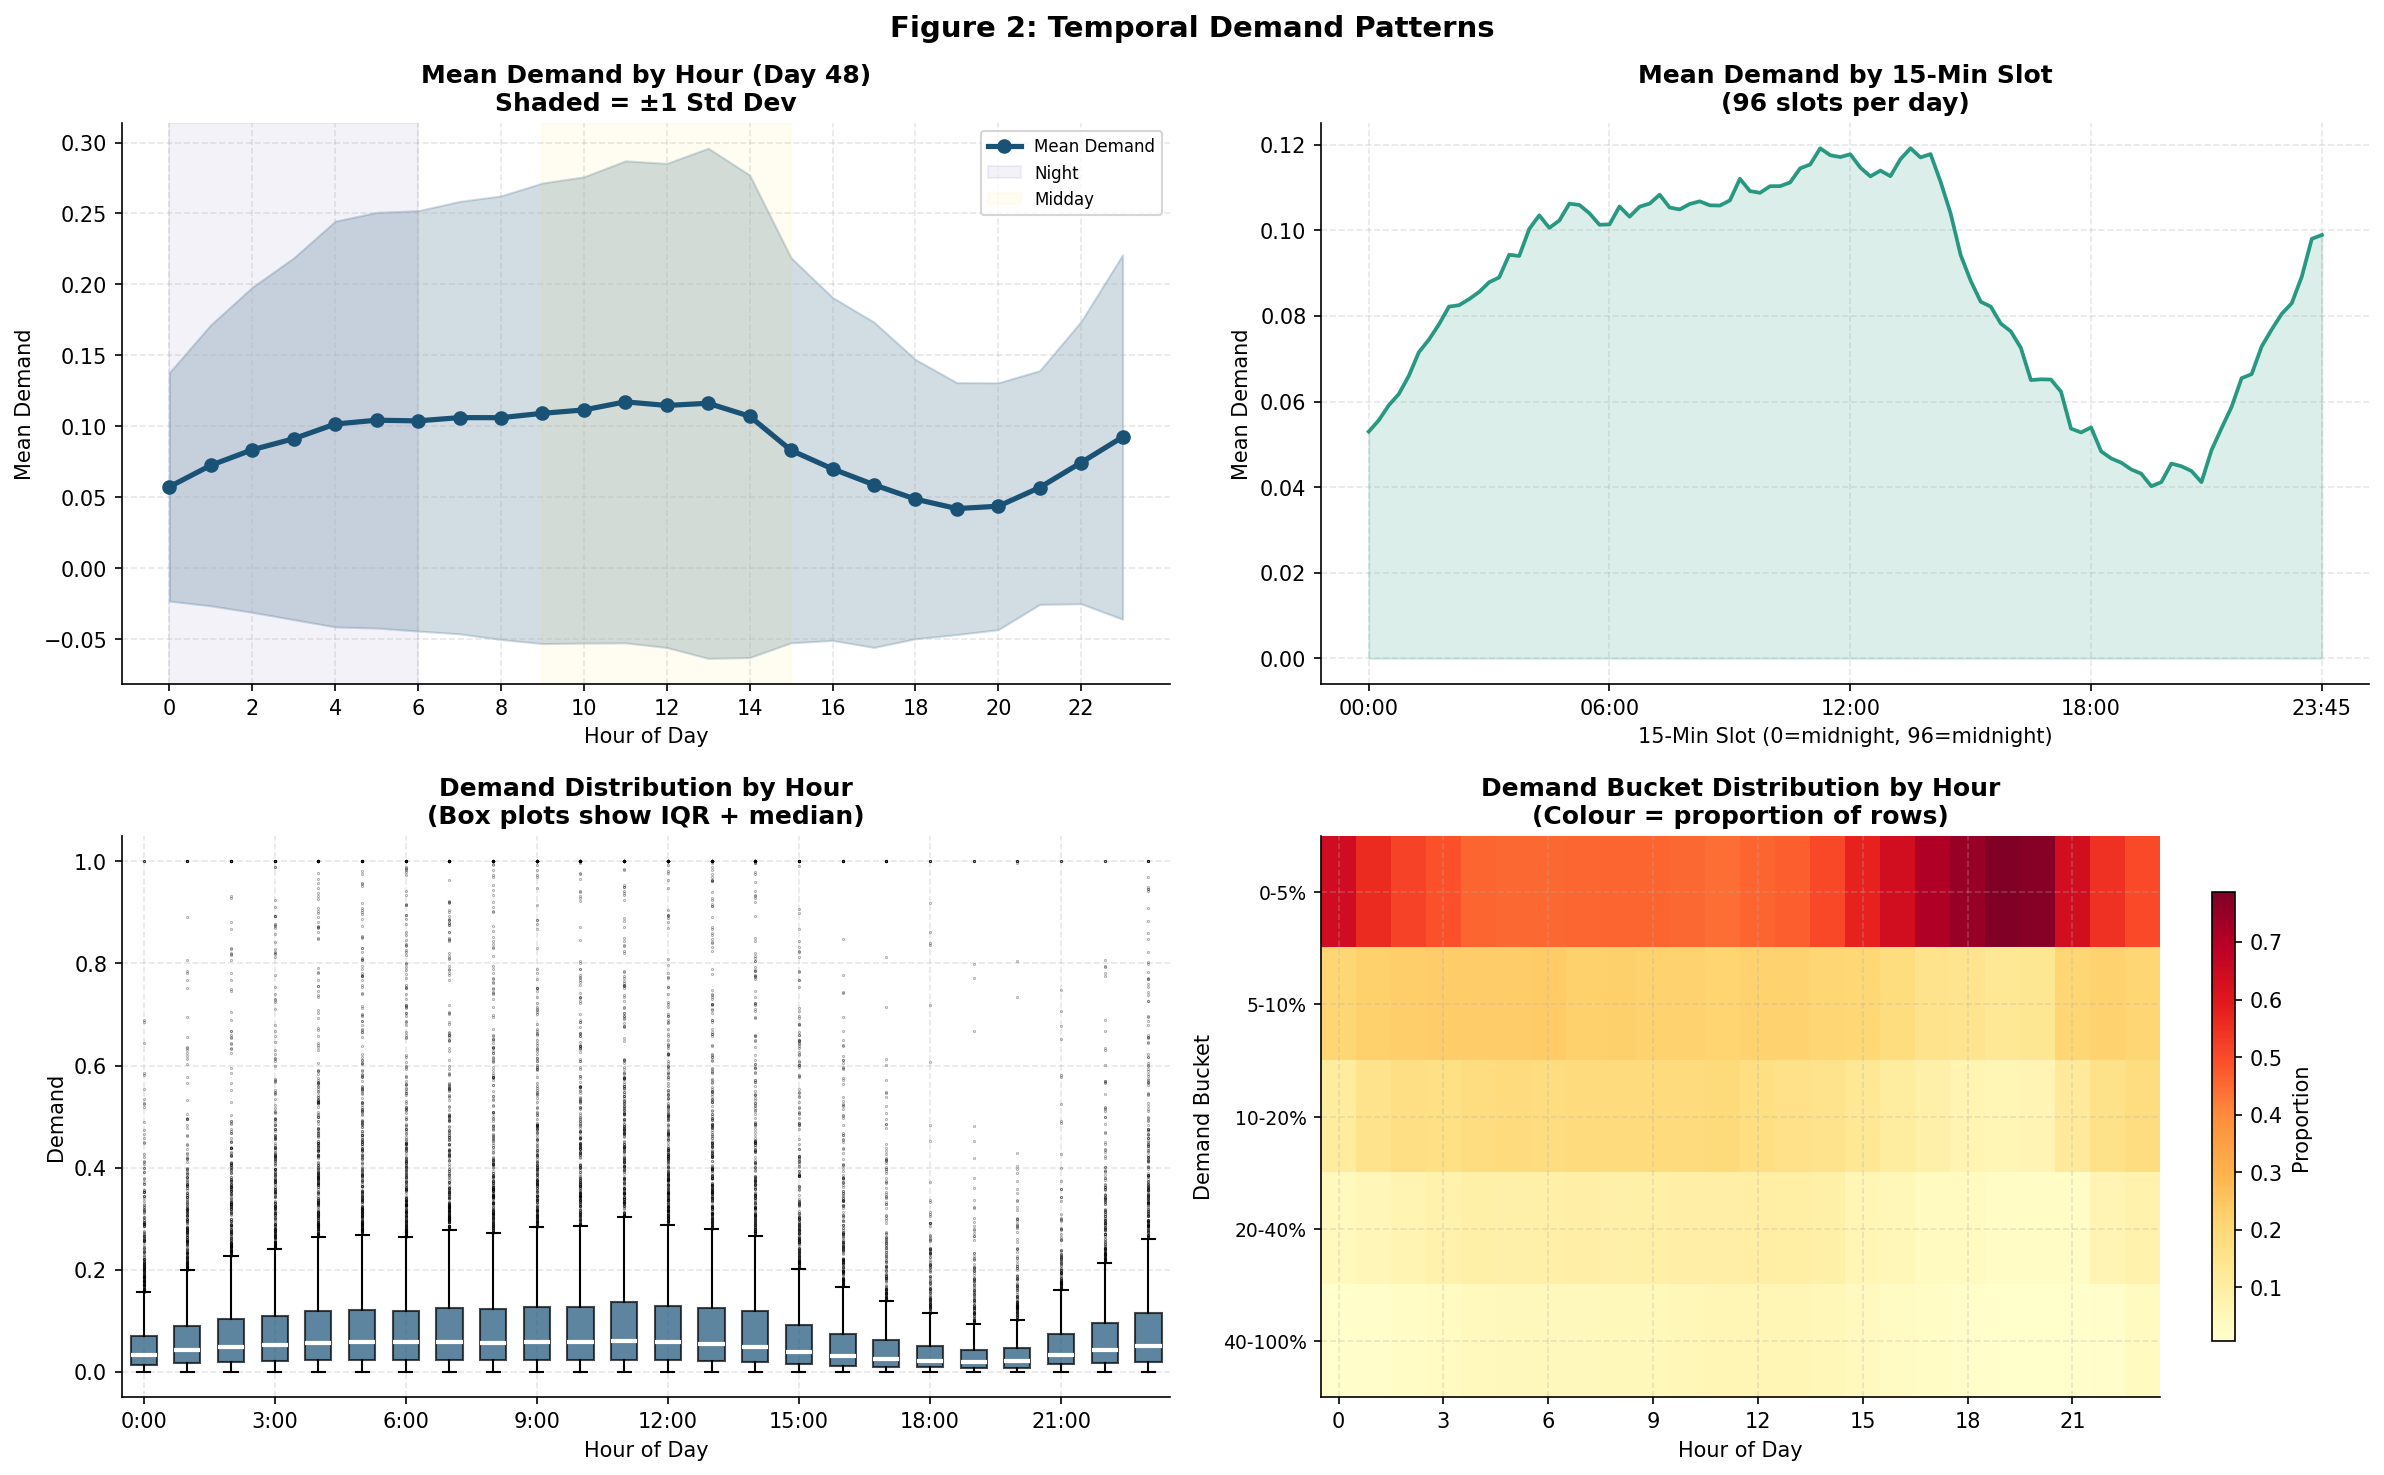 Figure 2: Temporal Demand Patterns
Mean Demand by Hour (Day 48)
Shaded = ±1 Std Dev
Mean Demand
0.30
0.25
0.20
0.15
0.10
0.05
0.00
−0.05
Mean Demand
Night
Midday
0 2 4 6 8 10 12 14 16 18 20 22
Hour of Day
Mean Demand by 15-Min Slot
(96 slots per day)
Mean Demand
0.12
0.10
0.08
0.06
0.04
0.02
0.00
00:00 06:00 12:00 18:00 23:45
15-Min Slot (0=midnight, 96=midnight)
Demand Distribution by Hour
(Box plots show IQR + median)
Demand
1.0
0.8
0.6
0.4
0.2
0.0
0:00 3:00 6:00 9:00 12:00 15:00 18:00 21:00
Hour of Day
Demand Bucket Distribution by Hour
(Colour = proportion of rows)
Demand Bucket
0-5%
5-10%
10-20%
20-40%
40-100%
0 3 6 9 12 15 18 21
Hour of Day
0.7
0.6
0.5
0.4
0.3
0.2
0.1
Proportion